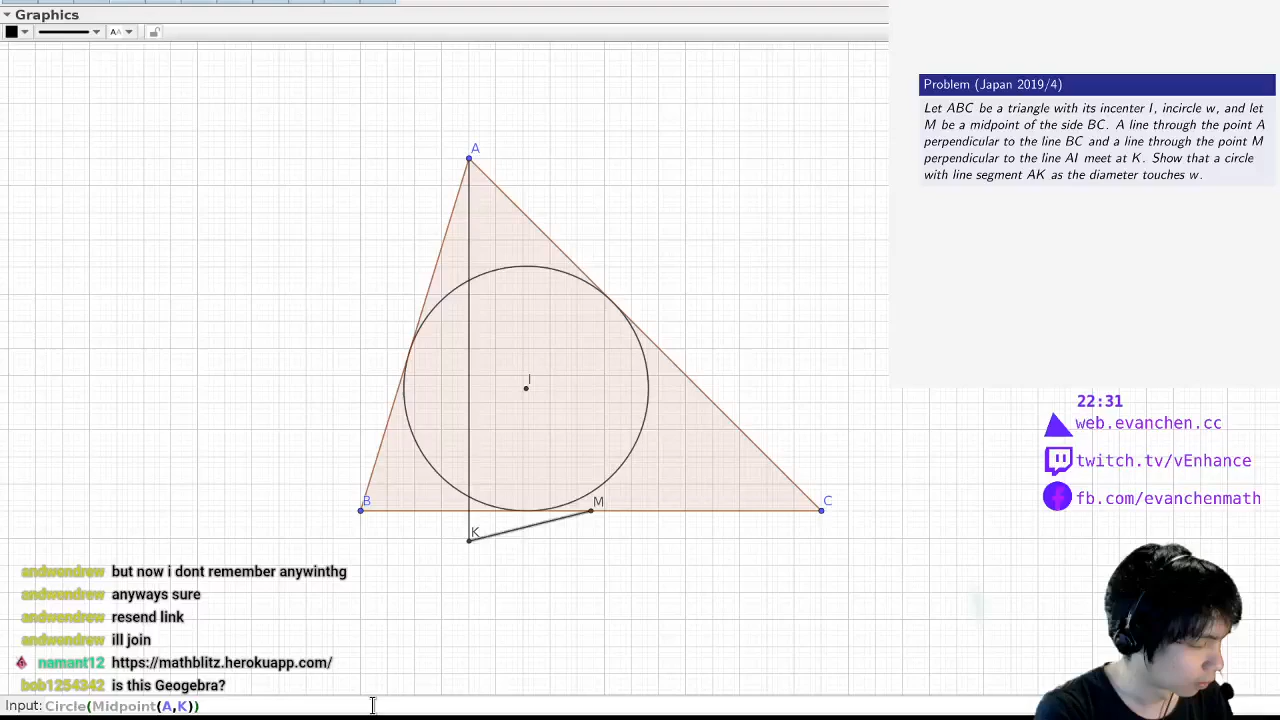 Graphics
AA
Problem (Japan 2019/4)
Let ABC be a triangle with its incenter I, incircle w, and let
M be a midpoint of the side BC. A line through the point A
perpendicular to the line BC and a line through the point M
perpendicular to the line AI meet at K. Show that a circle
with line segment AK as the diameter touches w.
A
I
B
M
C
K
22:31
web.evanchen.cc
twitch.tv/vEnhance
fb.com/evanchenmath
andwendrew but now i dont remember anywinthg
andwendrew anyways sure
andwendrew resend link
andwendrew ill join
namant12 https://mathblitz.herokuapp.com/
bob1254342 is this Geogebra?
Input: Circle(Midpoint(A,K))